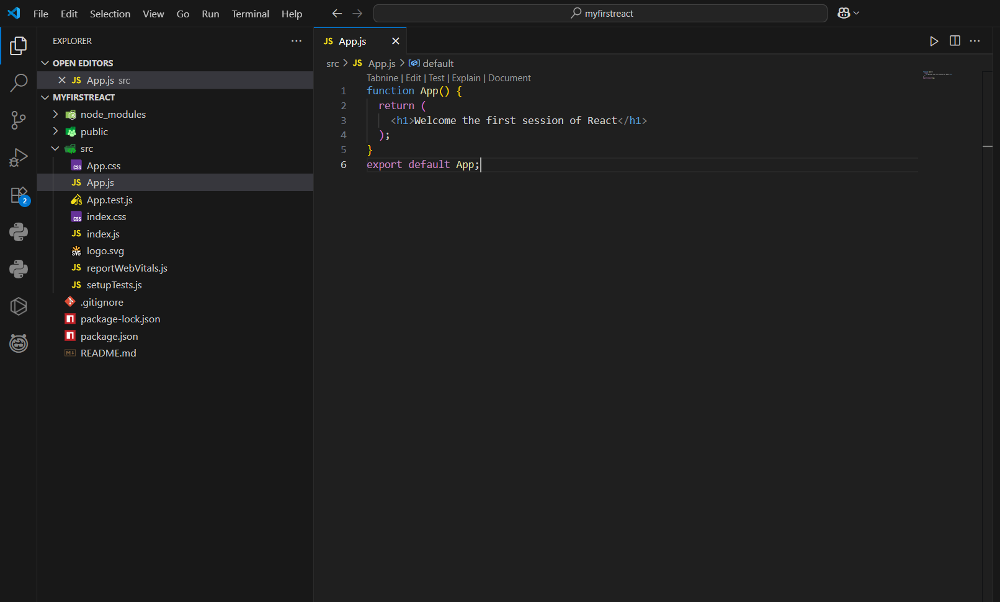 File Edit Selection View Go Run Terminal Help
myfirstreact
EXPLORER
OPEN EDITORS
JS App.js src
MYFIRSTREACT
node_modules
public
src
css App.css
JS App.js
App.test.js
css index.css
JS index.js
SVG logo.svg
JS reportWebVitals.js
JS setupTests.js
.gitignore
package-lock.json
package.json
README.md
2
JS App.js
src > JS App.js > default
Tabnine | Edit | Test | Explain | Document
1 function App() {
2 return (
3 <h1>Welcome the first session of React</h1>
4 );
5 }
6 export default App;